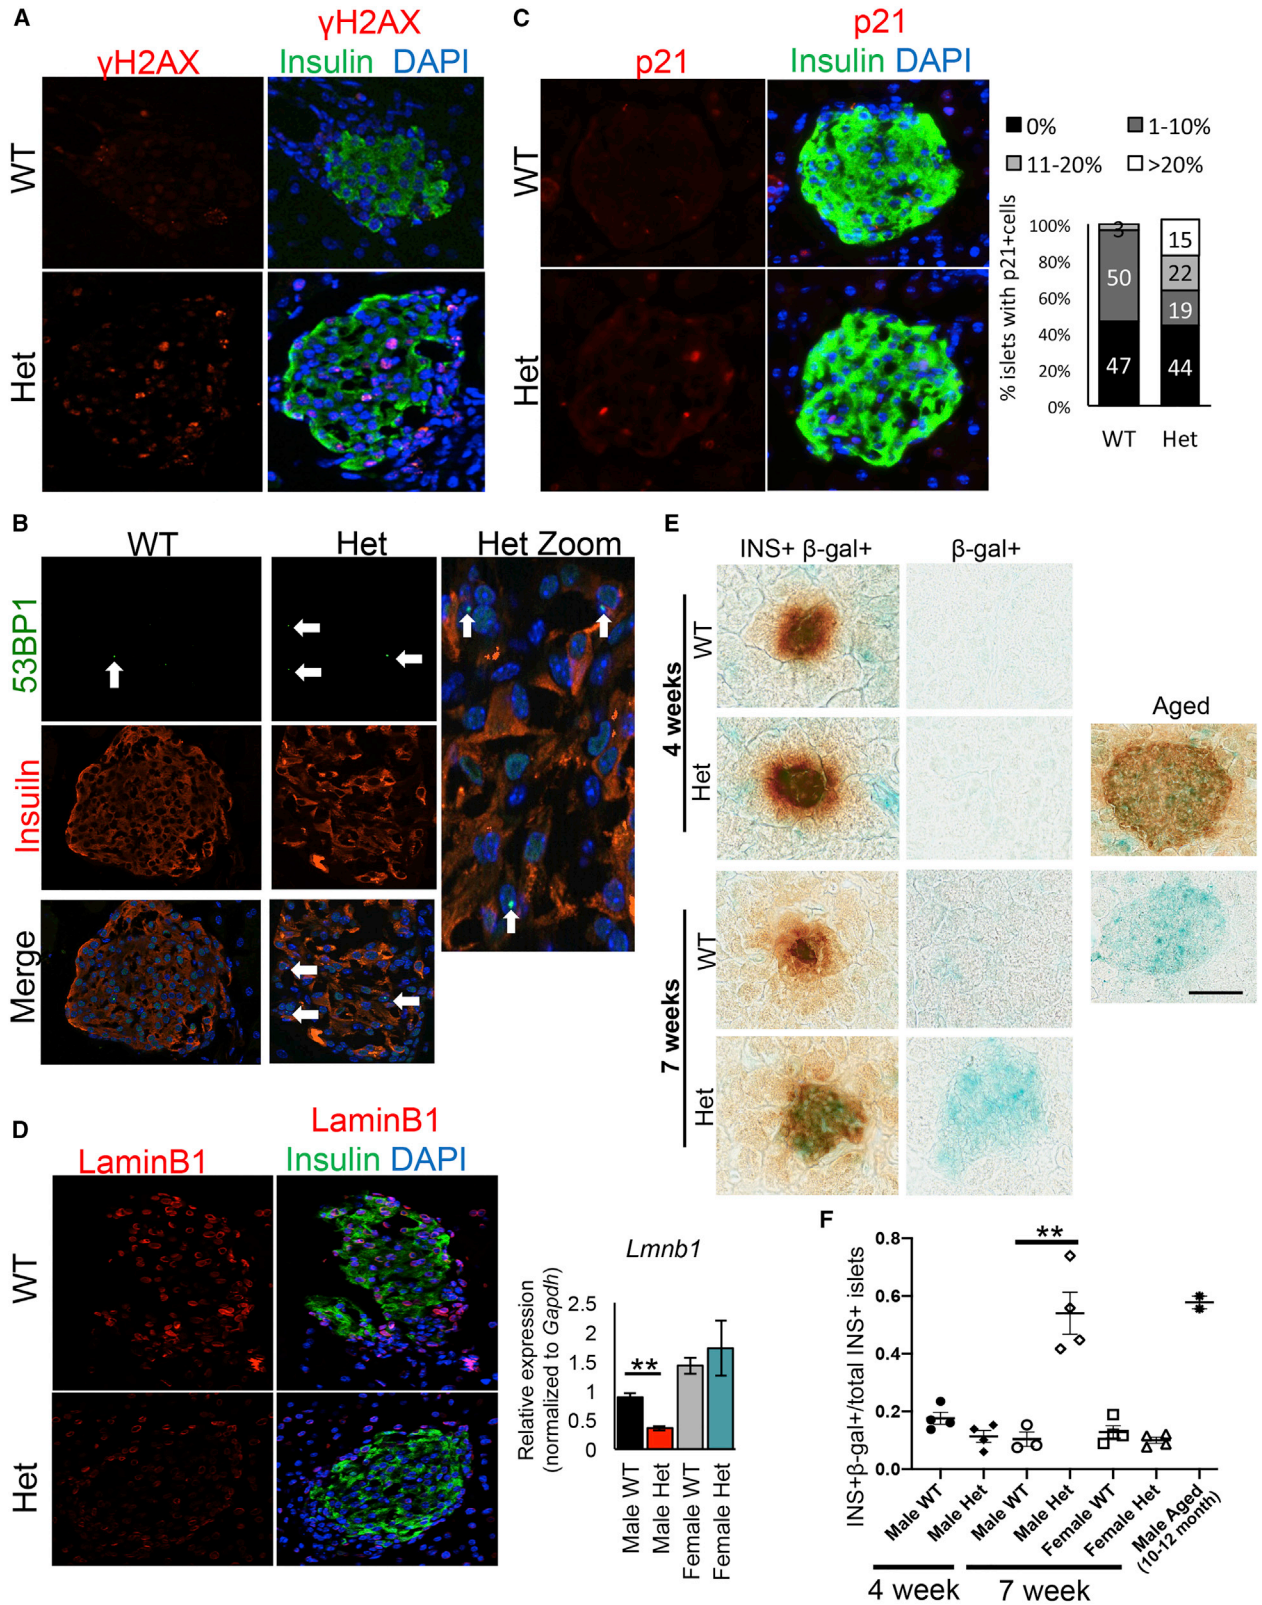 A
γH2AX
γH2AX
Insulin DAPI
WT
Het
C
p21
p21
Insulin DAPI
WT
Het
0%
1-10%
11-20%
>20%
% islets with p21+cells
100%
80%
60%
40%
20%
0%
3
50
47
15
22
19
44
WT
Het
B
WT
Het
Het Zoom
53BP1
Insuiln
Merge
D
LaminB1
LaminB1
Insulin DAPI
WT
Het
Lmnb1
Relative expression
(normalized to Gapdh)
2.5
2
1.5
1
0.5
0
**
Male WT
Male Het
Female WT
Female Het
E
INS+ β-gal+
β-gal+
4 weeks
WT
Het
7 weeks
WT
Het
Aged
F
INS+β-gal+/total INS+ islets
0.8
0.6
0.4
0.2
0.0
**
Male WT
Male Het
Male WT
Male Het
Female WT
Female Het
Male Aged
(10-12 month)
4 week
7 week